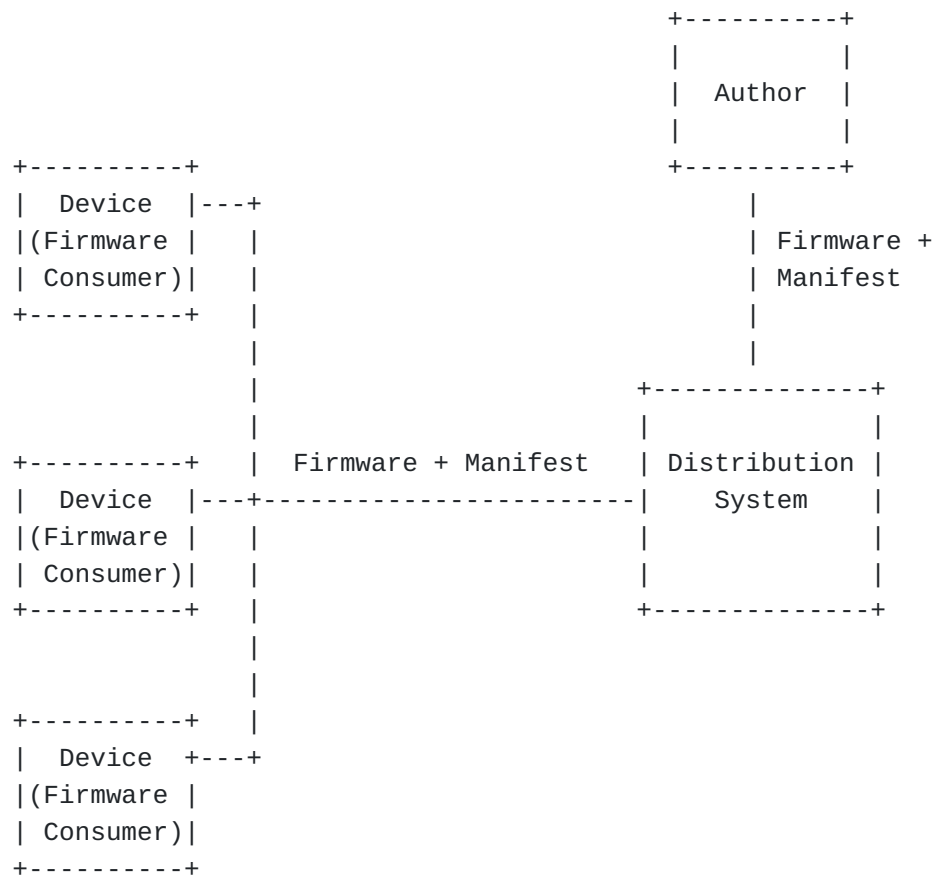 Author
Device
(Firmware
Consumer)
Firmware +
Manifest
Firmware + Manifest
Distribution
System
Device
(Firmware
Consumer)
Device
(Firmware
Consumer)